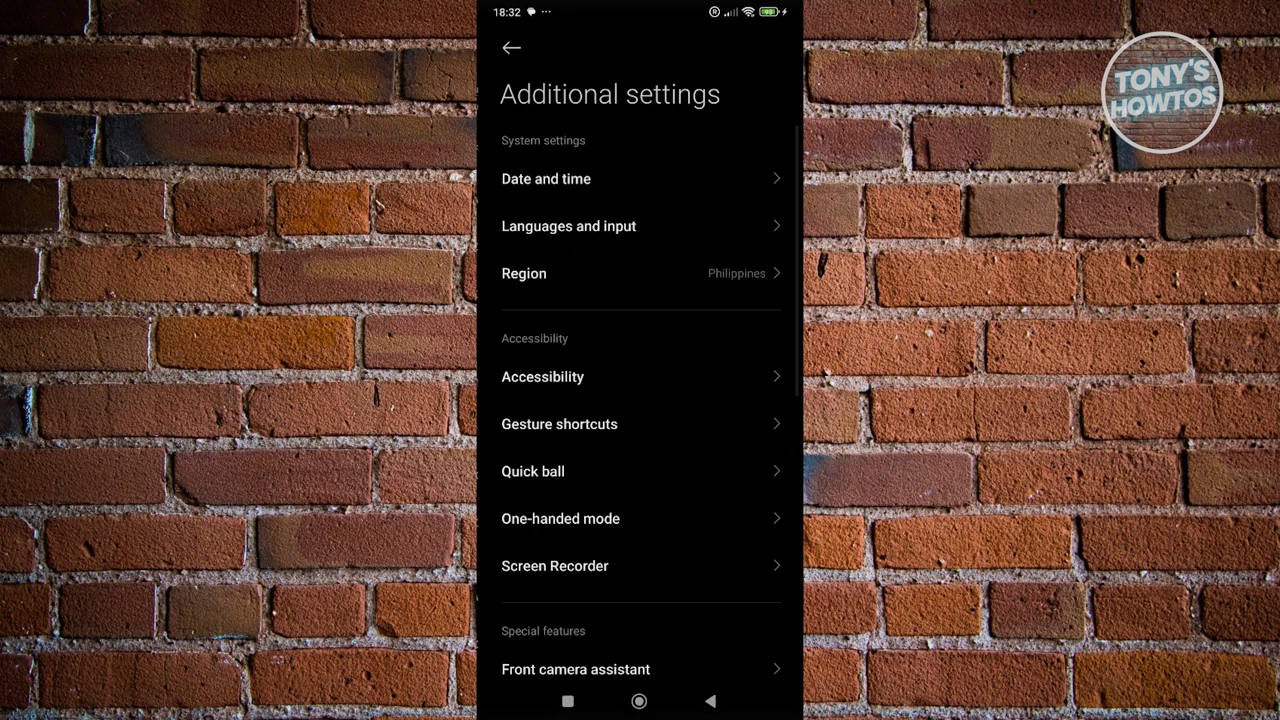 18:32
Additional settings
System settings
Date and time
Languages and input
Region Philippines
Accessibility
Accessibility
Gesture shortcuts
Quick ball
One-handed mode
Screen Recorder
Special features
Front camera assistant
TONY'S
HOWTOS